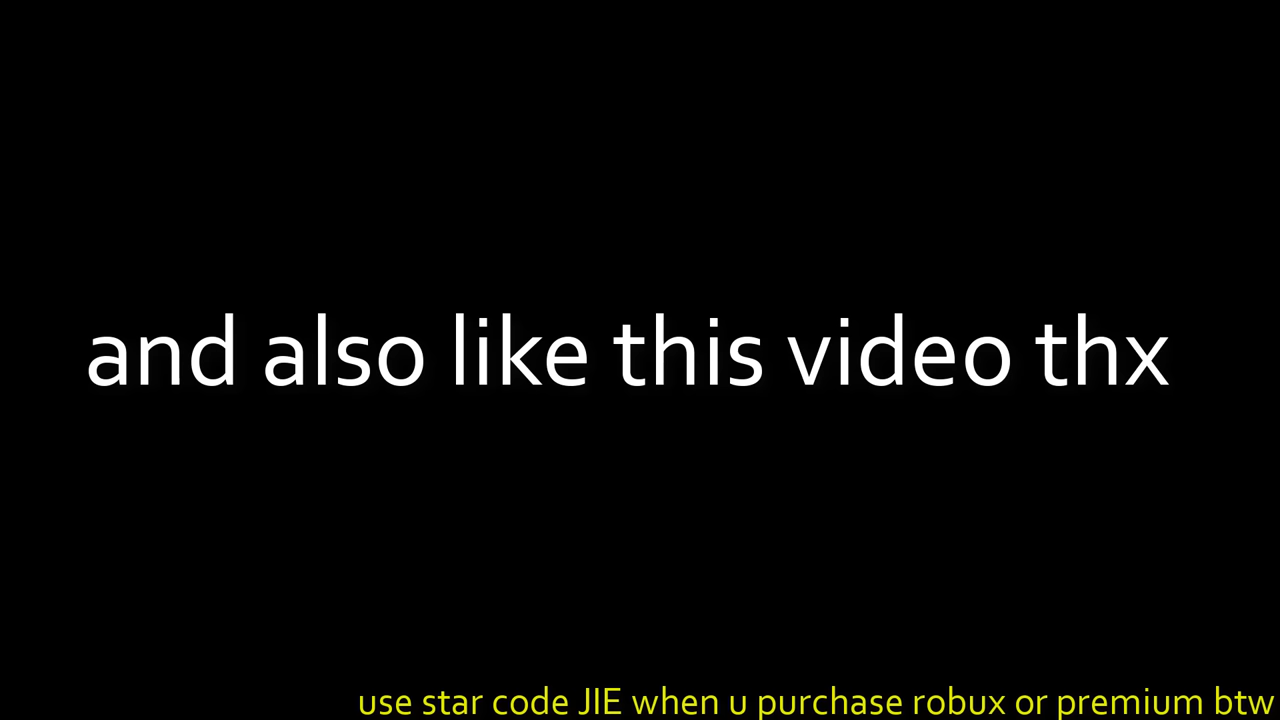 and also like this video thx
use star code JIE when u purchase robux or premium btw